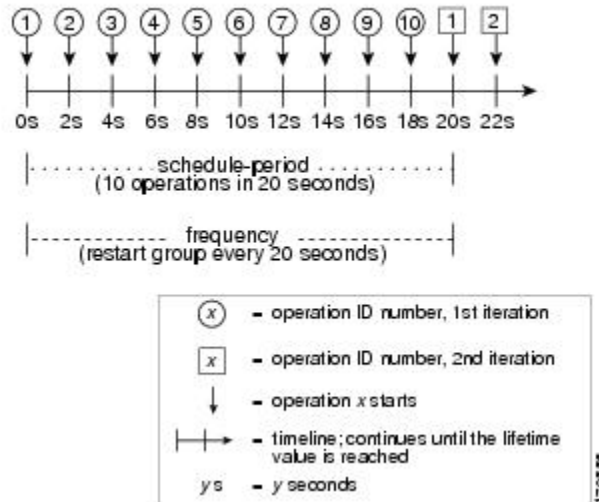 1 2 3 4 5 6 7 8 9 10 1 2
0s 2s 4s 6s 8s 10s 12s 14s 16s 18s 20s 22s
schedule-period
(10 operations in 20 seconds)
frequency
(restart group every 20 seconds)
x = operation ID number, 1st iteration
x = operation ID number, 2nd iteration
= operation x starts
= timeline; continues until the lifetime
value is reached
y s = y seconds